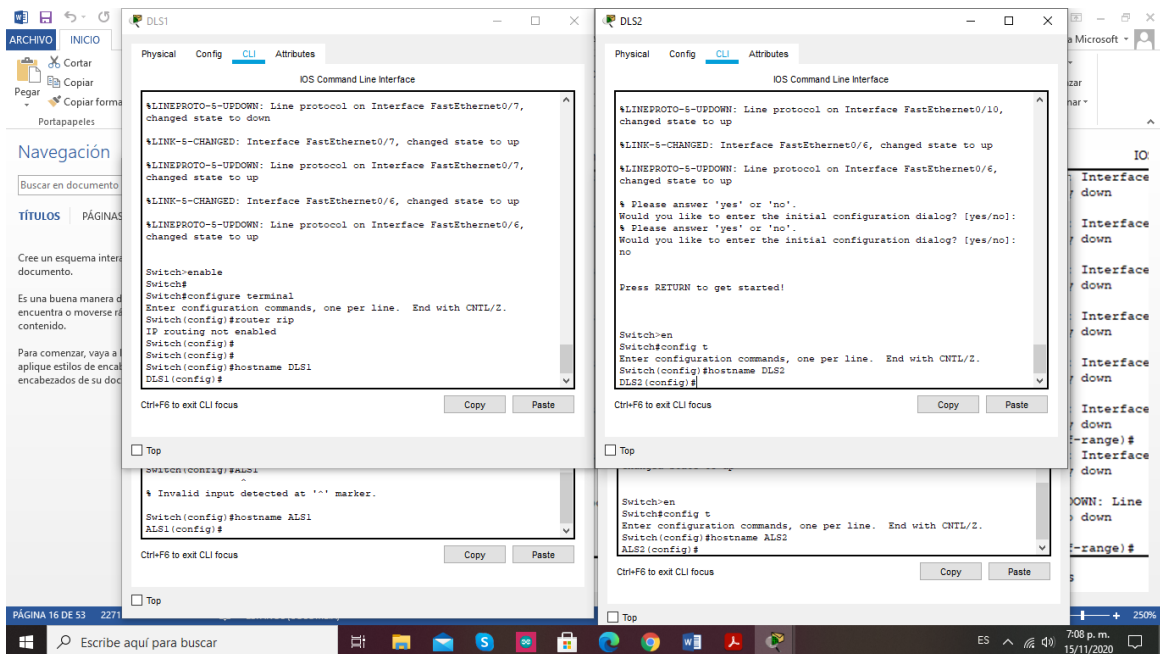 ARCHIVO
INICIO
Cortar
Copiar
Pegar
Copiar forma
Portapapeles
Navegación
Buscar en documento
TÍTULOS
PÁGINAS
Cree un esquema intera
documento.
Es una buena manera d
encuentra o moverse rá
contenido.
Para comenzar, vaya a l
aplique estilos de encab
encabezados de su doc
DLS1
Physical Config CLI Attributes
IOS Command Line Interface
%LINEPROTO-5-UPDOWN: Line protocol on Interface FastEthernet0/7,
changed state to down
%LINK-5-CHANGED: Interface FastEthernet0/7, changed state to up
%LINEPROTO-5-UPDOWN: Line protocol on Interface FastEthernet0/7,
changed state to up
%LINK-5-CHANGED: Interface FastEthernet0/6, changed state to up
%LINEPROTO-5-UPDOWN: Line protocol on Interface FastEthernet0/6,
changed state to up
Switch>enable
Switch#
Switch#configure terminal
Enter configuration commands, one per line. End with CNTL/Z.
Switch(config)#router rip
IP routing not enabled
Switch(config)#
Switch(config)#
Switch(config)#hostname DLS1
DLS1(config)#
Ctrl+F6 to exit CLI focus
Copy
Paste
Top
Switch(config)#ALS1
^
% Invalid input detected at '^' marker.
Switch(config)#hostname ALS1
ALS1(config)#
Ctrl+F6 to exit CLI focus
Copy
Paste
Top
DLS2
Physical Config CLI Attributes
IOS Command Line Interface
%LINEPROTO-5-UPDOWN: Line protocol on Interface FastEthernet0/10,
changed state to up
%LINK-5-CHANGED: Interface FastEthernet0/6, changed state to up
%LINEPROTO-5-UPDOWN: Line protocol on Interface FastEthernet0/6,
changed state to up
% Please answer 'yes' or 'no'.
Would you like to enter the initial configuration dialog? [yes/no]:
% Please answer 'yes' or 'no'.
Would you like to enter the initial configuration dialog? [yes/no]:
no
Press RETURN to get started!
Switch>en
Switch#config t
Enter configuration commands, one per line. End with CNTL/Z.
Switch(config)#hostname DLS2
DLS2(config)#
Ctrl+F6 to exit CLI focus
Copy
Paste
Top
Switch>en
Switch#config t
Enter configuration commands, one per line. End with CNTL/Z.
Switch(config)#hostname ALS2
ALS2(config)#
Ctrl+F6 to exit CLI focus
Copy
Paste
Top
a Microsoft
zar
nar
IO
Interface
down
Interface
down
Interface
down
Interface
down
Interface
down
Interface
down
f-range)#
Interface
down
DOWN: Line
down
f-range)#
PÁGINA 16 DE 53
2271
250%
Escribe aquí para buscar
ES
7:08 p. m.
15/11/2020